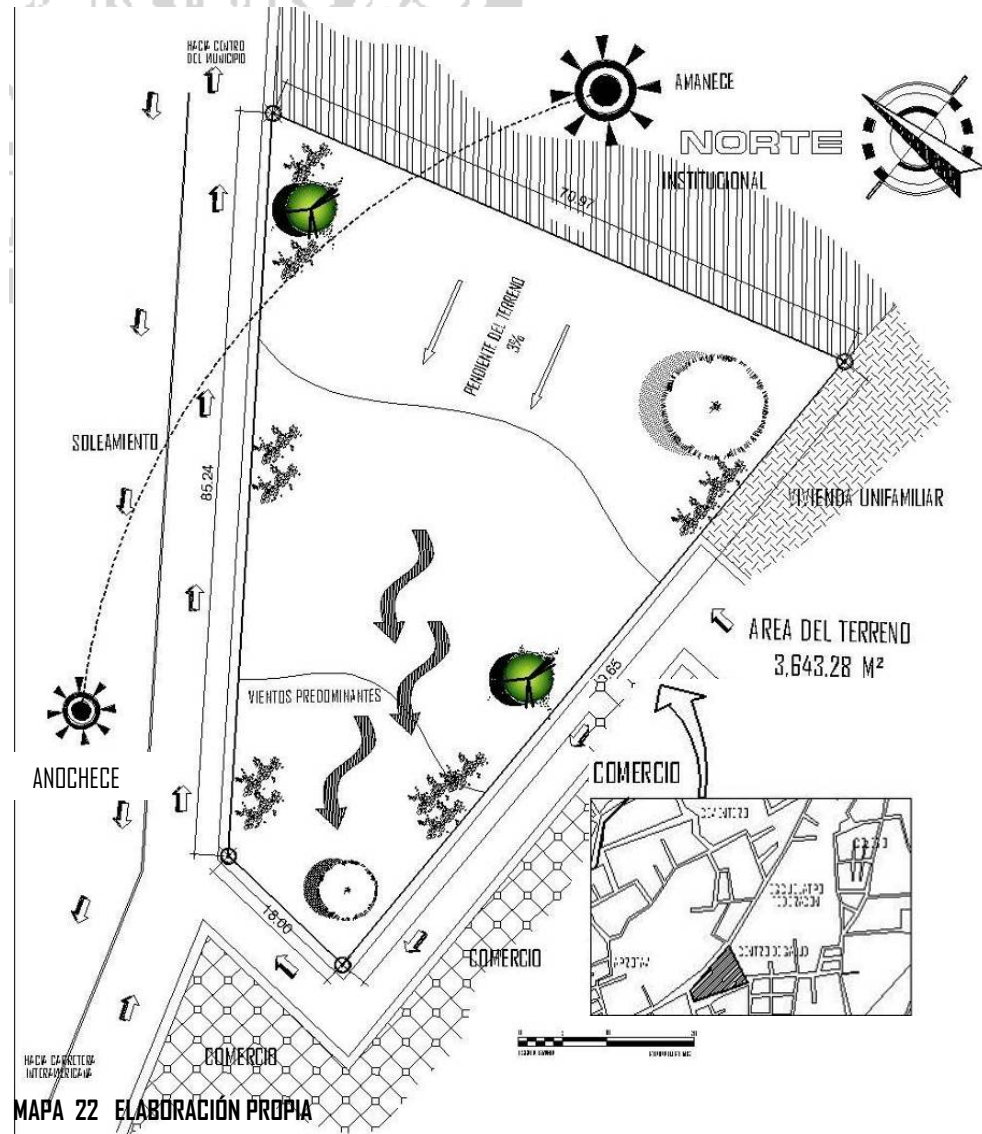 HACIA CENTRO
DEL MUNICIPIO
AMANECE
NORTE
INSTITUCIONAL
70.97
PENDIENTE DEL TERRENO
3%
SOLEAMIENTO
85.24
VIVIENDA UNIFAMILIAR
AREA DEL TERRENO
3,643.28 M²
VIENTOS PREDOMINANTES
ANOCHECE
COMERCIO
18.00
COMERCIO
COMERCIO
HACIA CARRETERA
INTERAMERICANA
MAPA 22 ELABORACIÓN PROPIA